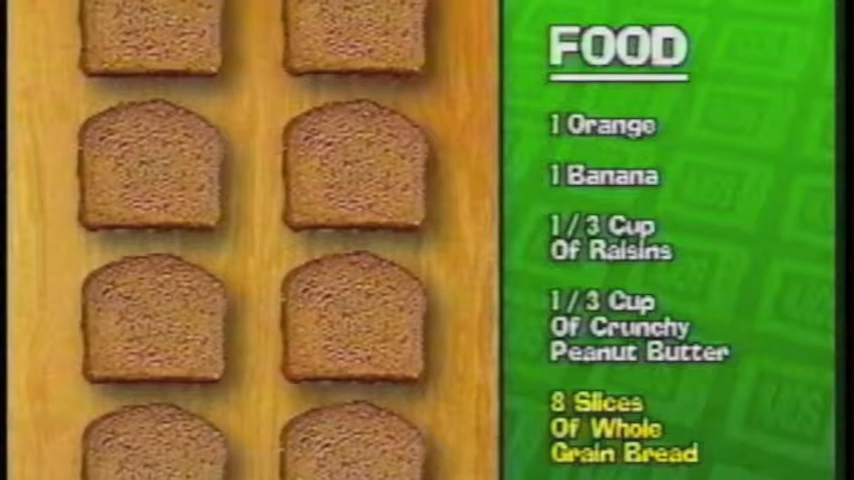 FOOD
1 Orange
1 Banana
1/3 Cup
Of Raisins
1/3 Cup
Of Crunchy
Peanut Butter
8 Slices
Of Whole
Grain Bread